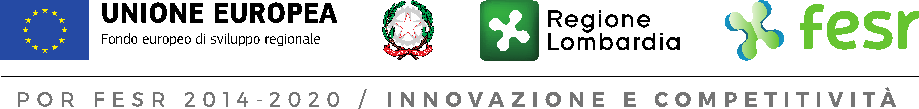 UNIONE EUROPEA
Fondo europeo di sviluppo regionale
Regione
Lombardia
fesr
POR FESR 2014-2020 / INNOVAZIONE E COMPETITIVITÀ